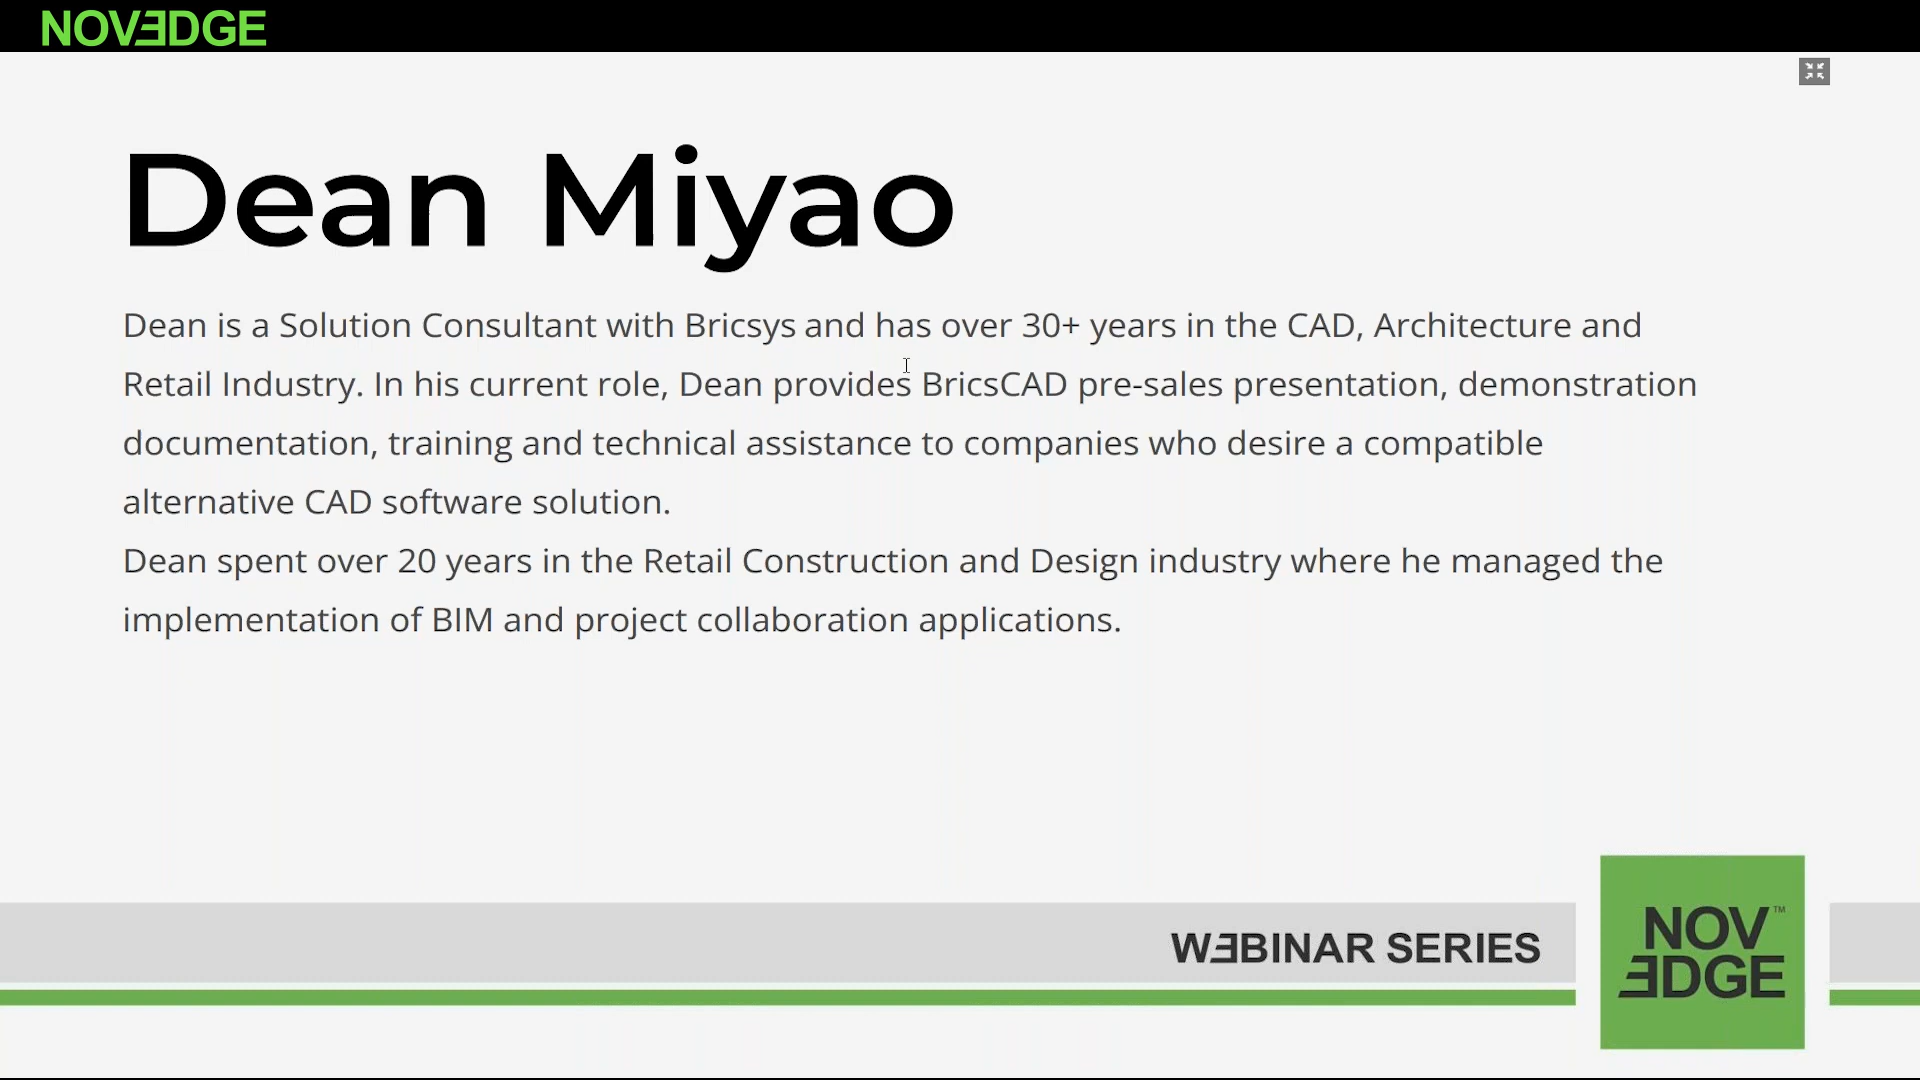 NOVEDGE
Dean Miyao
Dean is a Solution Consultant with Bricsys and has over 30+ years in the CAD, Architecture and
Retail Industry. In his current role, Dean provides BricsCAD pre-sales presentation, demonstration
documentation, training and technical assistance to companies who desire a compatible
alternative CAD software solution.
Dean spent over 20 years in the Retail Construction and Design industry where he managed the
implementation of BIM and project collaboration applications.
WEBINAR SERIES
NOV™
EDGE